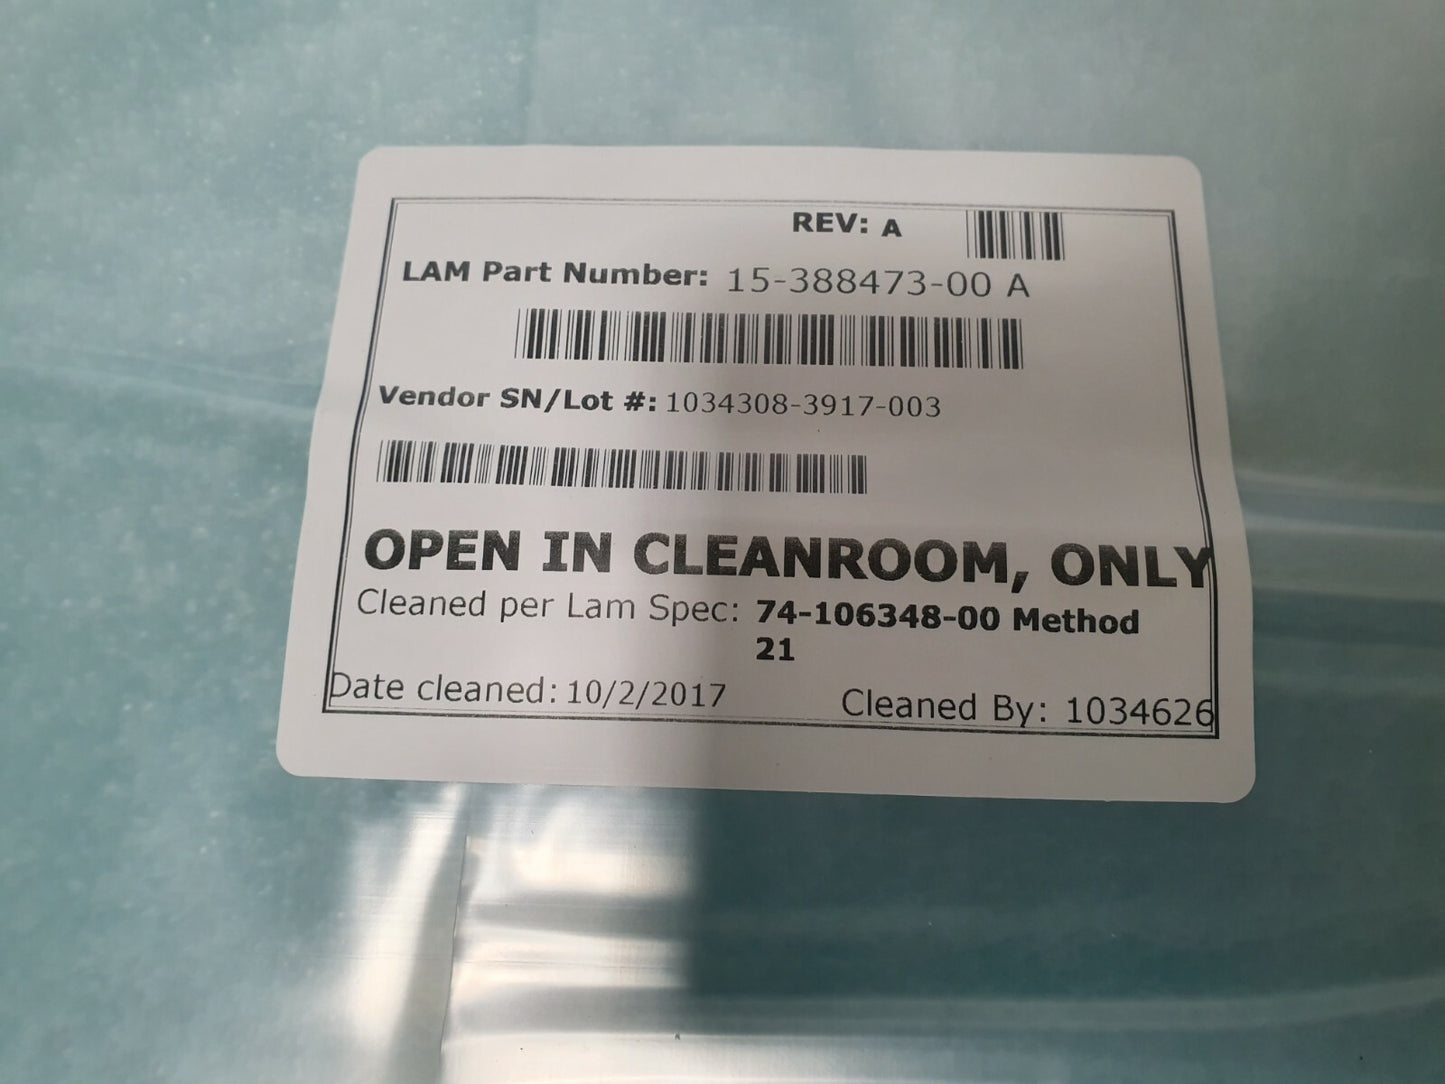 REV: A
LAM Part Number: 15-388473-00 A
Vendor SN/Lot #: 1034308-3917-003
OPEN IN CLEANROOM, ONLY
Cleaned per Lam Spec: 74-106348-00 Method
21
Date cleaned: 10/2/2017 Cleaned By: 1034626